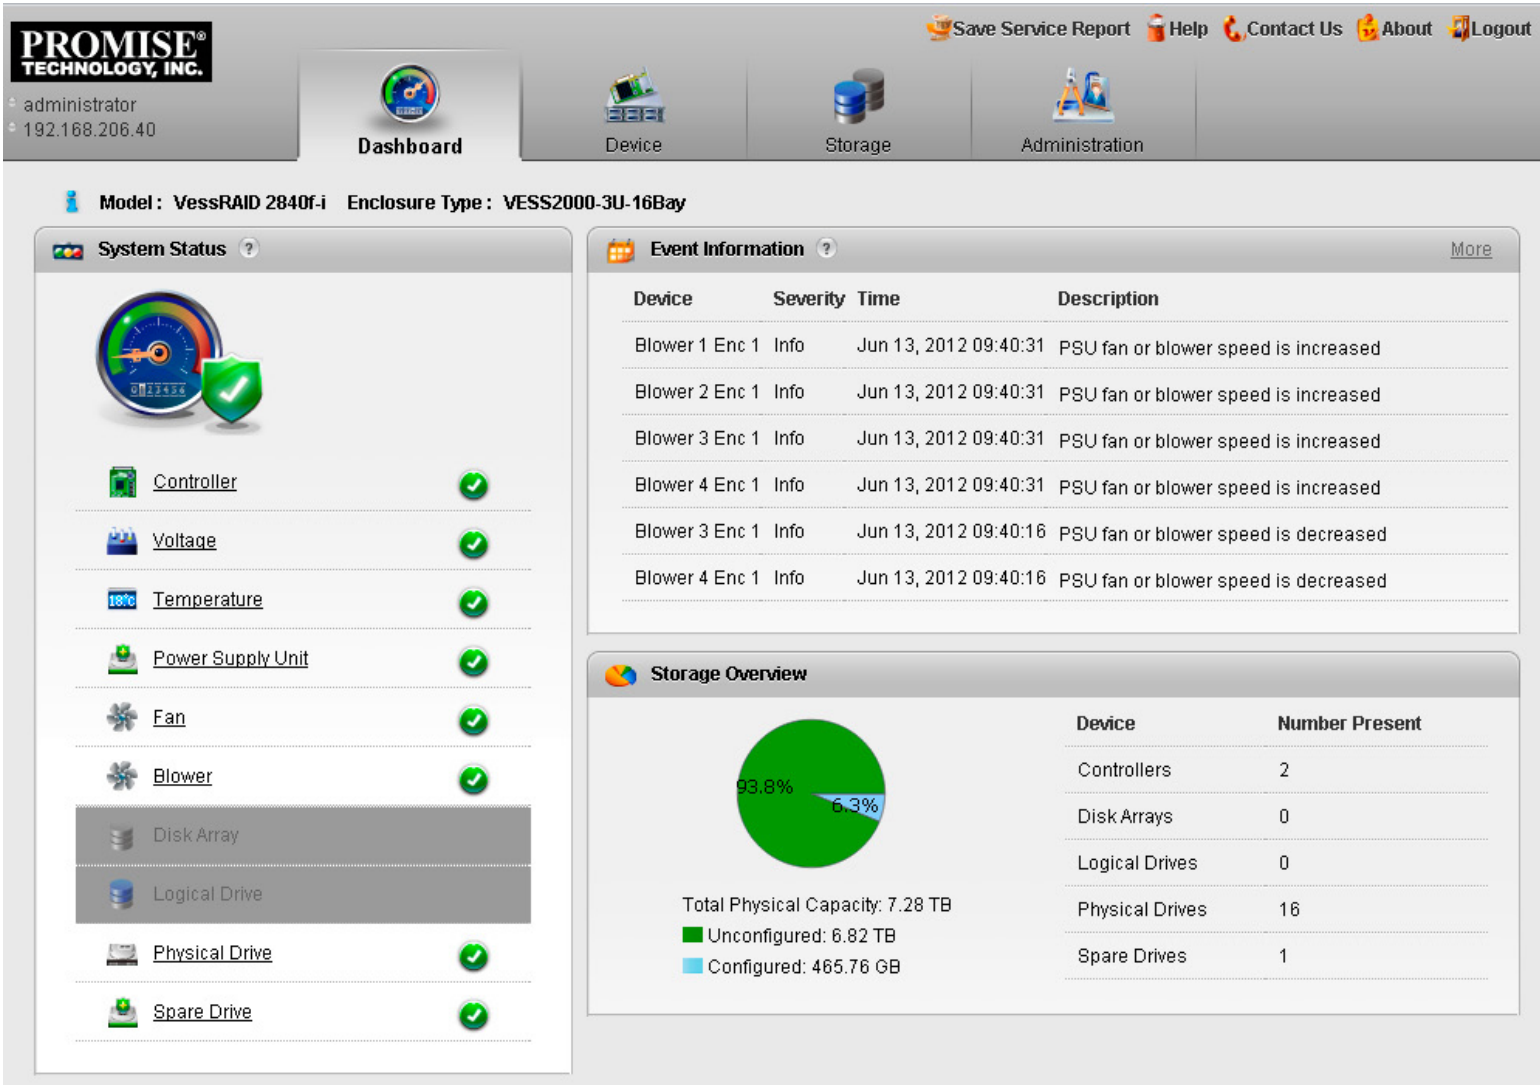 Save Service Report Help Contact Us About Logout
PROMISE®
TECHNOLOGY, INC.
administrator
192.168.206.40
Dashboard Device Storage Administration
Model : VessRAID 2840f-i Enclosure Type : VESS2000-3U-16Bay
System Status ?
Controller
Voltage
18°C Temperature
Power Supply Unit
Fan
Blower
Disk Array
Logical Drive
Physical Drive
Spare Drive
Event Information ? More
Device Severity Time Description
Blower 1 Enc 1 Info Jun 13, 2012 09:40:31 PSU fan or blower speed is increased
Blower 2 Enc 1 Info Jun 13, 2012 09:40:31 PSU fan or blower speed is increased
Blower 3 Enc 1 Info Jun 13, 2012 09:40:31 PSU fan or blower speed is increased
Blower 4 Enc 1 Info Jun 13, 2012 09:40:31 PSU fan or blower speed is increased
Blower 3 Enc 1 Info Jun 13, 2012 09:40:16 PSU fan or blower speed is decreased
Blower 4 Enc 1 Info Jun 13, 2012 09:40:16 PSU fan or blower speed is decreased
Storage Overview
93.8%
6.3%
Total Physical Capacity: 7.28 TB
Unconfigured: 6.82 TB
Configured: 465.76 GB
Device Number Present
Controllers 2
Disk Arrays 0
Logical Drives 0
Physical Drives 16
Spare Drives 1